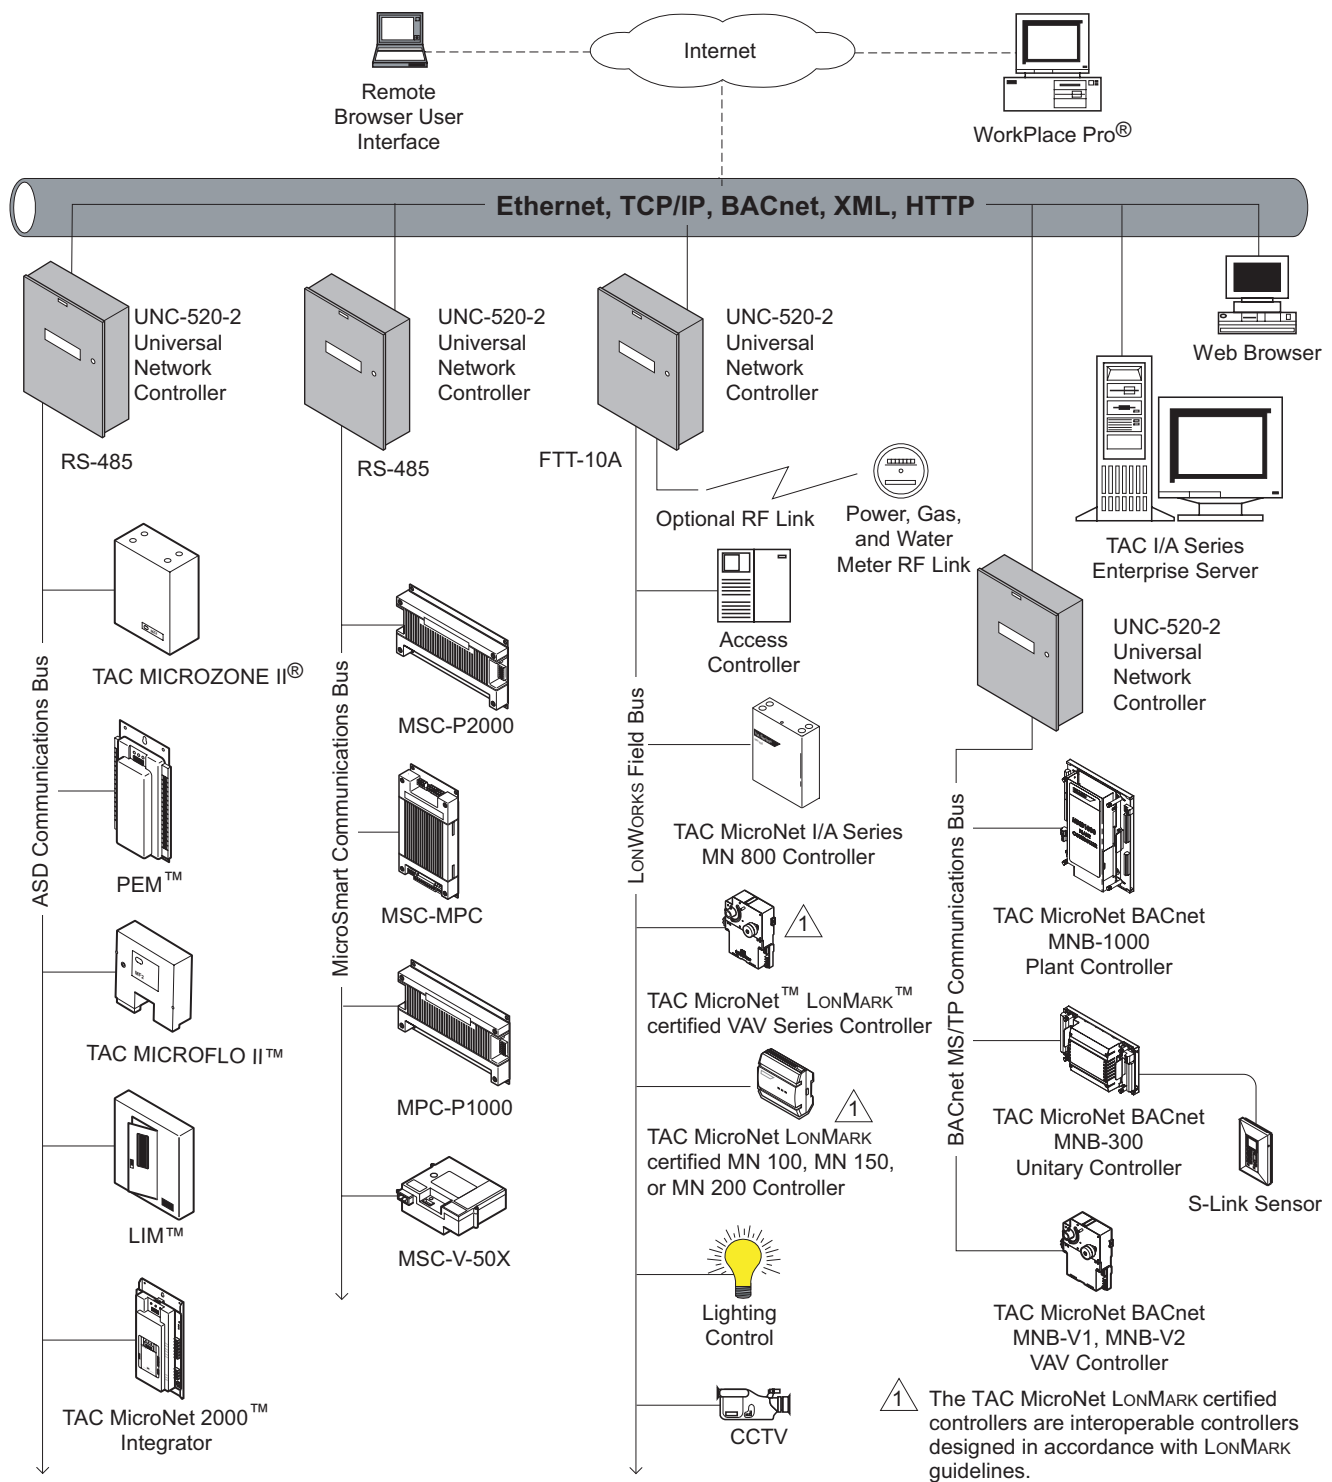 Internet
Remote
Browser User
Interface
WorkPlace Pro®
Ethernet, TCP/IP, BACnet, XML, HTTP
UNC-520-2
Universal
Network
Controller
RS-485
UNC-520-2
Universal
Network
Controller
RS-485
UNC-520-2
Universal
Network
Controller
FTT-10A
Web Browser
Optional RF Link
Power, Gas,
and Water
Meter RF Link
TAC I/A Series
Enterprise Server
UNC-520-2
Universal
Network
Controller
ASD Communications Bus
TAC MICROZONE II®
PEM™
TAC MICROFLO II™
LIM™
TAC MicroNet 2000™
Integrator
MicroSmart Communications Bus
MSC-P2000
MSC-MPC
MPC-P1000
MSC-V-50X
LONWORKS Field Bus
Access
Controller
TAC MicroNet I/A Series
MN 800 Controller
1
TAC MicroNet™ LONMARK™
certified VAV Series Controller
1
TAC MicroNet LONMARK
certified MN 100, MN 150,
or MN 200 Controller
Lighting
Control
CCTV
BACnet MS/TP Communications Bus
TAC MicroNet BACnet
MNB-1000
Plant Controller
TAC MicroNet BACnet
MNB-300
Unitary Controller
S-Link Sensor
TAC MicroNet BACnet
MNB-V1, MNB-V2
VAV Controller
1 The TAC MicroNet LONMARK certified
controllers are interoperable controllers
designed in accordance with LONMARK
guidelines.